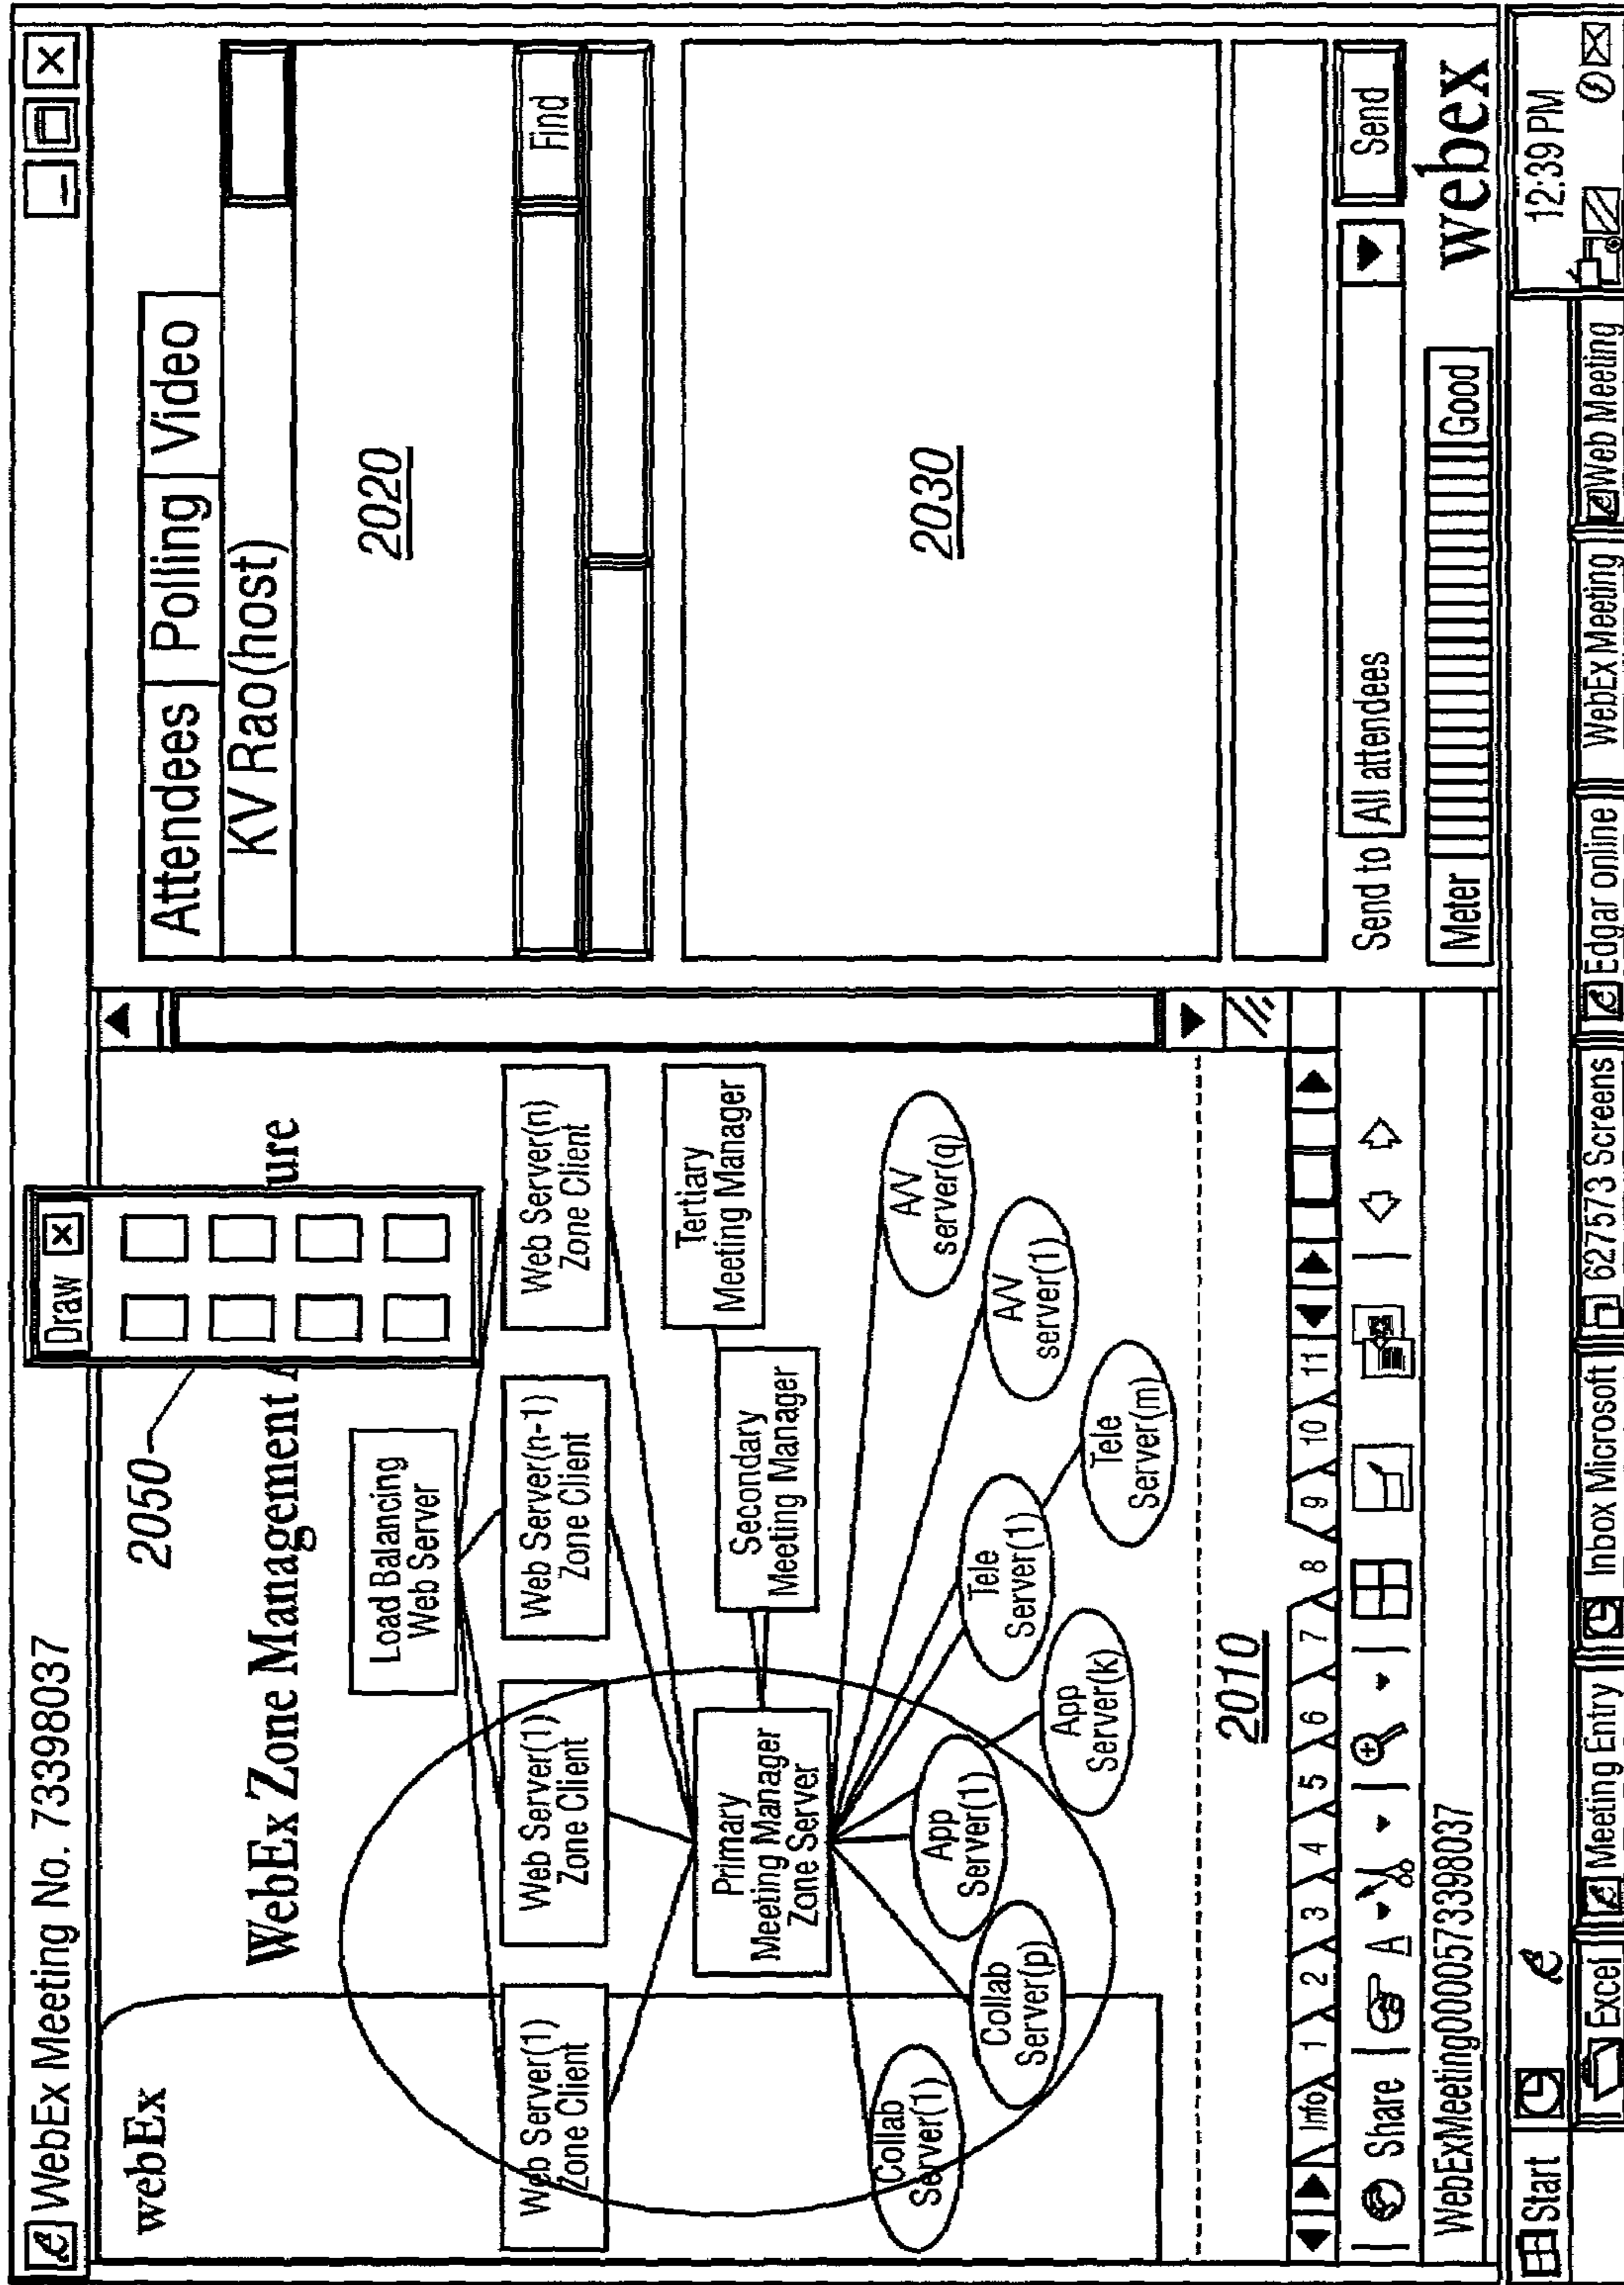 WebEx Meeting No. 73398037
webEx
2050
Draw
WebEx Zone Management
ure
Load Balancing
Web Server
Web Server(1)
Zone Client
Web Server(1)
Zone Client
Web Server(n-1)
Zone Client
Web Server(n)
Zone Client
Primary
Meeting Manager
Zone Server
Secondary
Meeting Manager
Tertiary
Meeting Manager
Collab
Server(1)
Collab
Server(p)
App
Server(1)
App
Server(k)
Tele
Server(1)
Tele
Server(m)
A/V
server(1)
A/V
server(q)
2010
Info 1 2 3 4 5 6 7 8 9 10 11
Share A
WebExMeeting0000573398037
Attendees Polling Video
KV Rao(host)
2020
Find
2030
Send to All attendees Send
Meter Good
webex
Start 12:39 PM
Excel Meeting Entry Inbox Microsoft 627573 Screens Edgar online WebEx Meeting Web Meeting